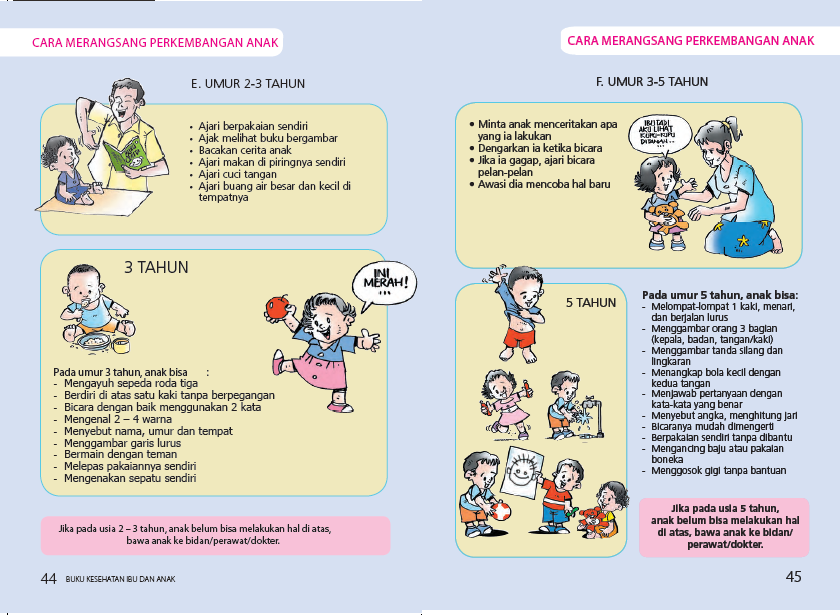 CARA MERANGSANG PERKEMBANGAN ANAK
E. UMUR 2-3 TAHUN
• Ajari berpakaian sendiri
• Ajak melihat buku bergambar
• Bacakan cerita anak
• Ajari makan di piringnya sendiri
• Ajari cuci tangan
• Ajari buang air besar dan kecil di
tempatnya
3 TAHUN
INI
MERAH!
...
Pada umur 3 tahun, anak bisa :
- Mengayuh sepeda roda tiga
- Berdiri di atas satu kaki tanpa berpegangan
- Bicara dengan baik menggunakan 2 kata
- Mengenal 2 – 4 warna
- Menyebut nama, umur dan tempat
- Menggambar garis lurus
- Bermain dengan teman
- Melepas pakaiannya sendiri
- Mengenakan sepatu sendiri
Jika pada usia 2 – 3 tahun, anak belum bisa melakukan hal di atas,
bawa anak ke bidan/perawat/dokter.
44 BUKU KESEHATAN IBU DAN ANAK
CARA MERANGSANG PERKEMBANGAN ANAK
F. UMUR 3-5 TAHUN
• Minta anak menceritakan apa
yang ia lakukan
• Dengarkan ia ketika bicara
• Jika ia gagap, ajari bicara
pelan-pelan
• Awasi dia mencoba hal baru
IBU TADI
AKU LIHAT
KUPU-KUPU
DITAMAN...
5 TAHUN
Pada umur 5 tahun, anak bisa:
- Melompat-lompat 1 kaki, menari,
dan berjalan lurus
- Menggambar orang 3 bagian
(kepala, badan, tangan/kaki)
- Menggambar tanda silang dan
lingkaran
- Menangkap bola kecil dengan
kedua tangan
- Menjawab pertanyaan dengan
kata-kata yang benar
- Menyebut angka, menghitung jari
- Bicaranya mudah dimengerti
- Berpakaian sendiri tanpa dibantu
- Mengancing baju atau pakaian
boneka
- Menggosok gigi tanpa bantuan
Jika pada usia 5 tahun,
anak belum bisa melakukan hal
di atas, bawa anak ke bidan/
perawat/dokter.
45